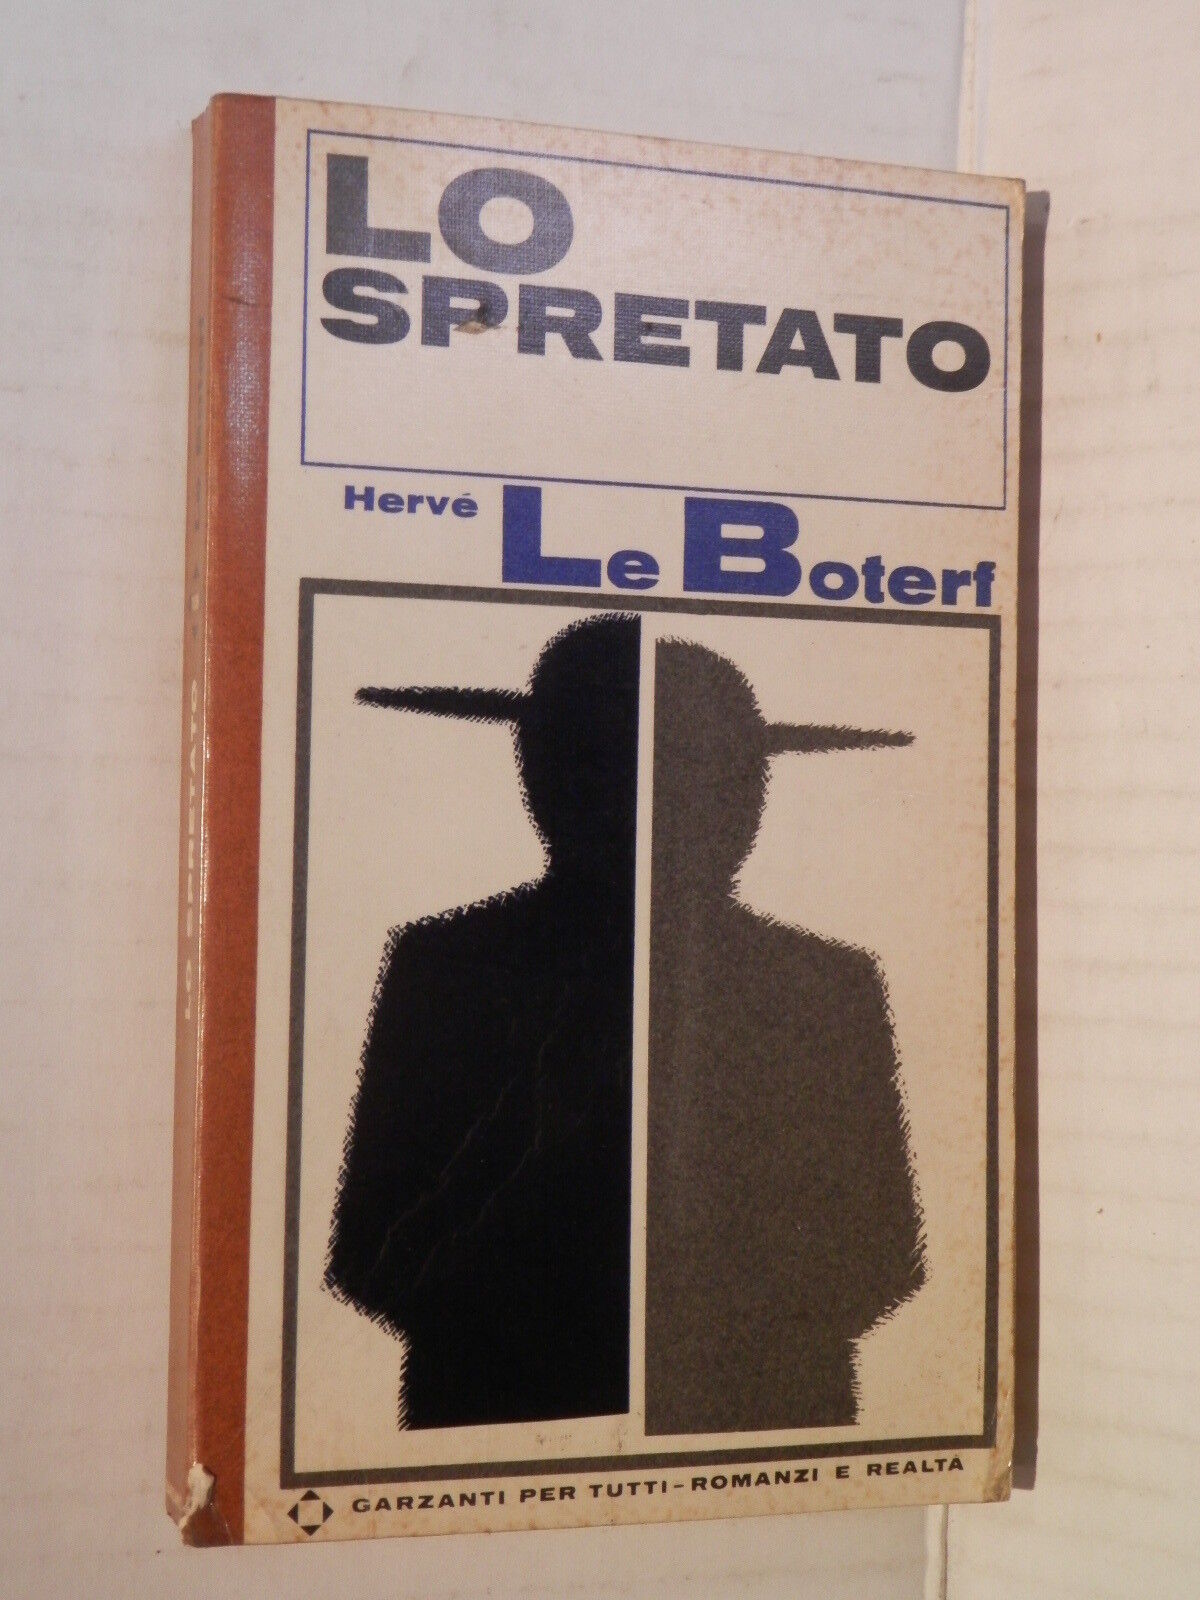 LO
SPRETATO
Hervé Le Boterf
GARZANTI PER TUTTI - ROMANZI E REALTÀ
LO SPRETATO